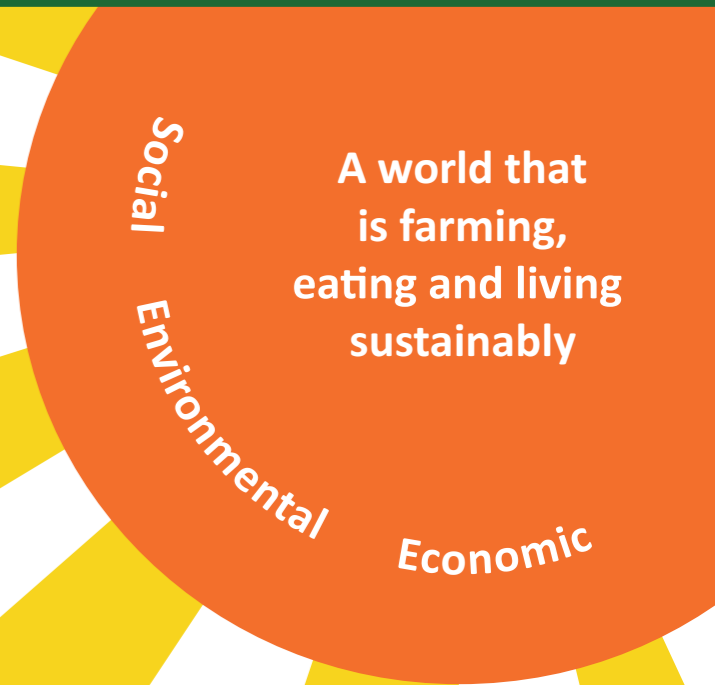 Social
A world that
is farming,
eating and living
sustainably
Environmental
Economic